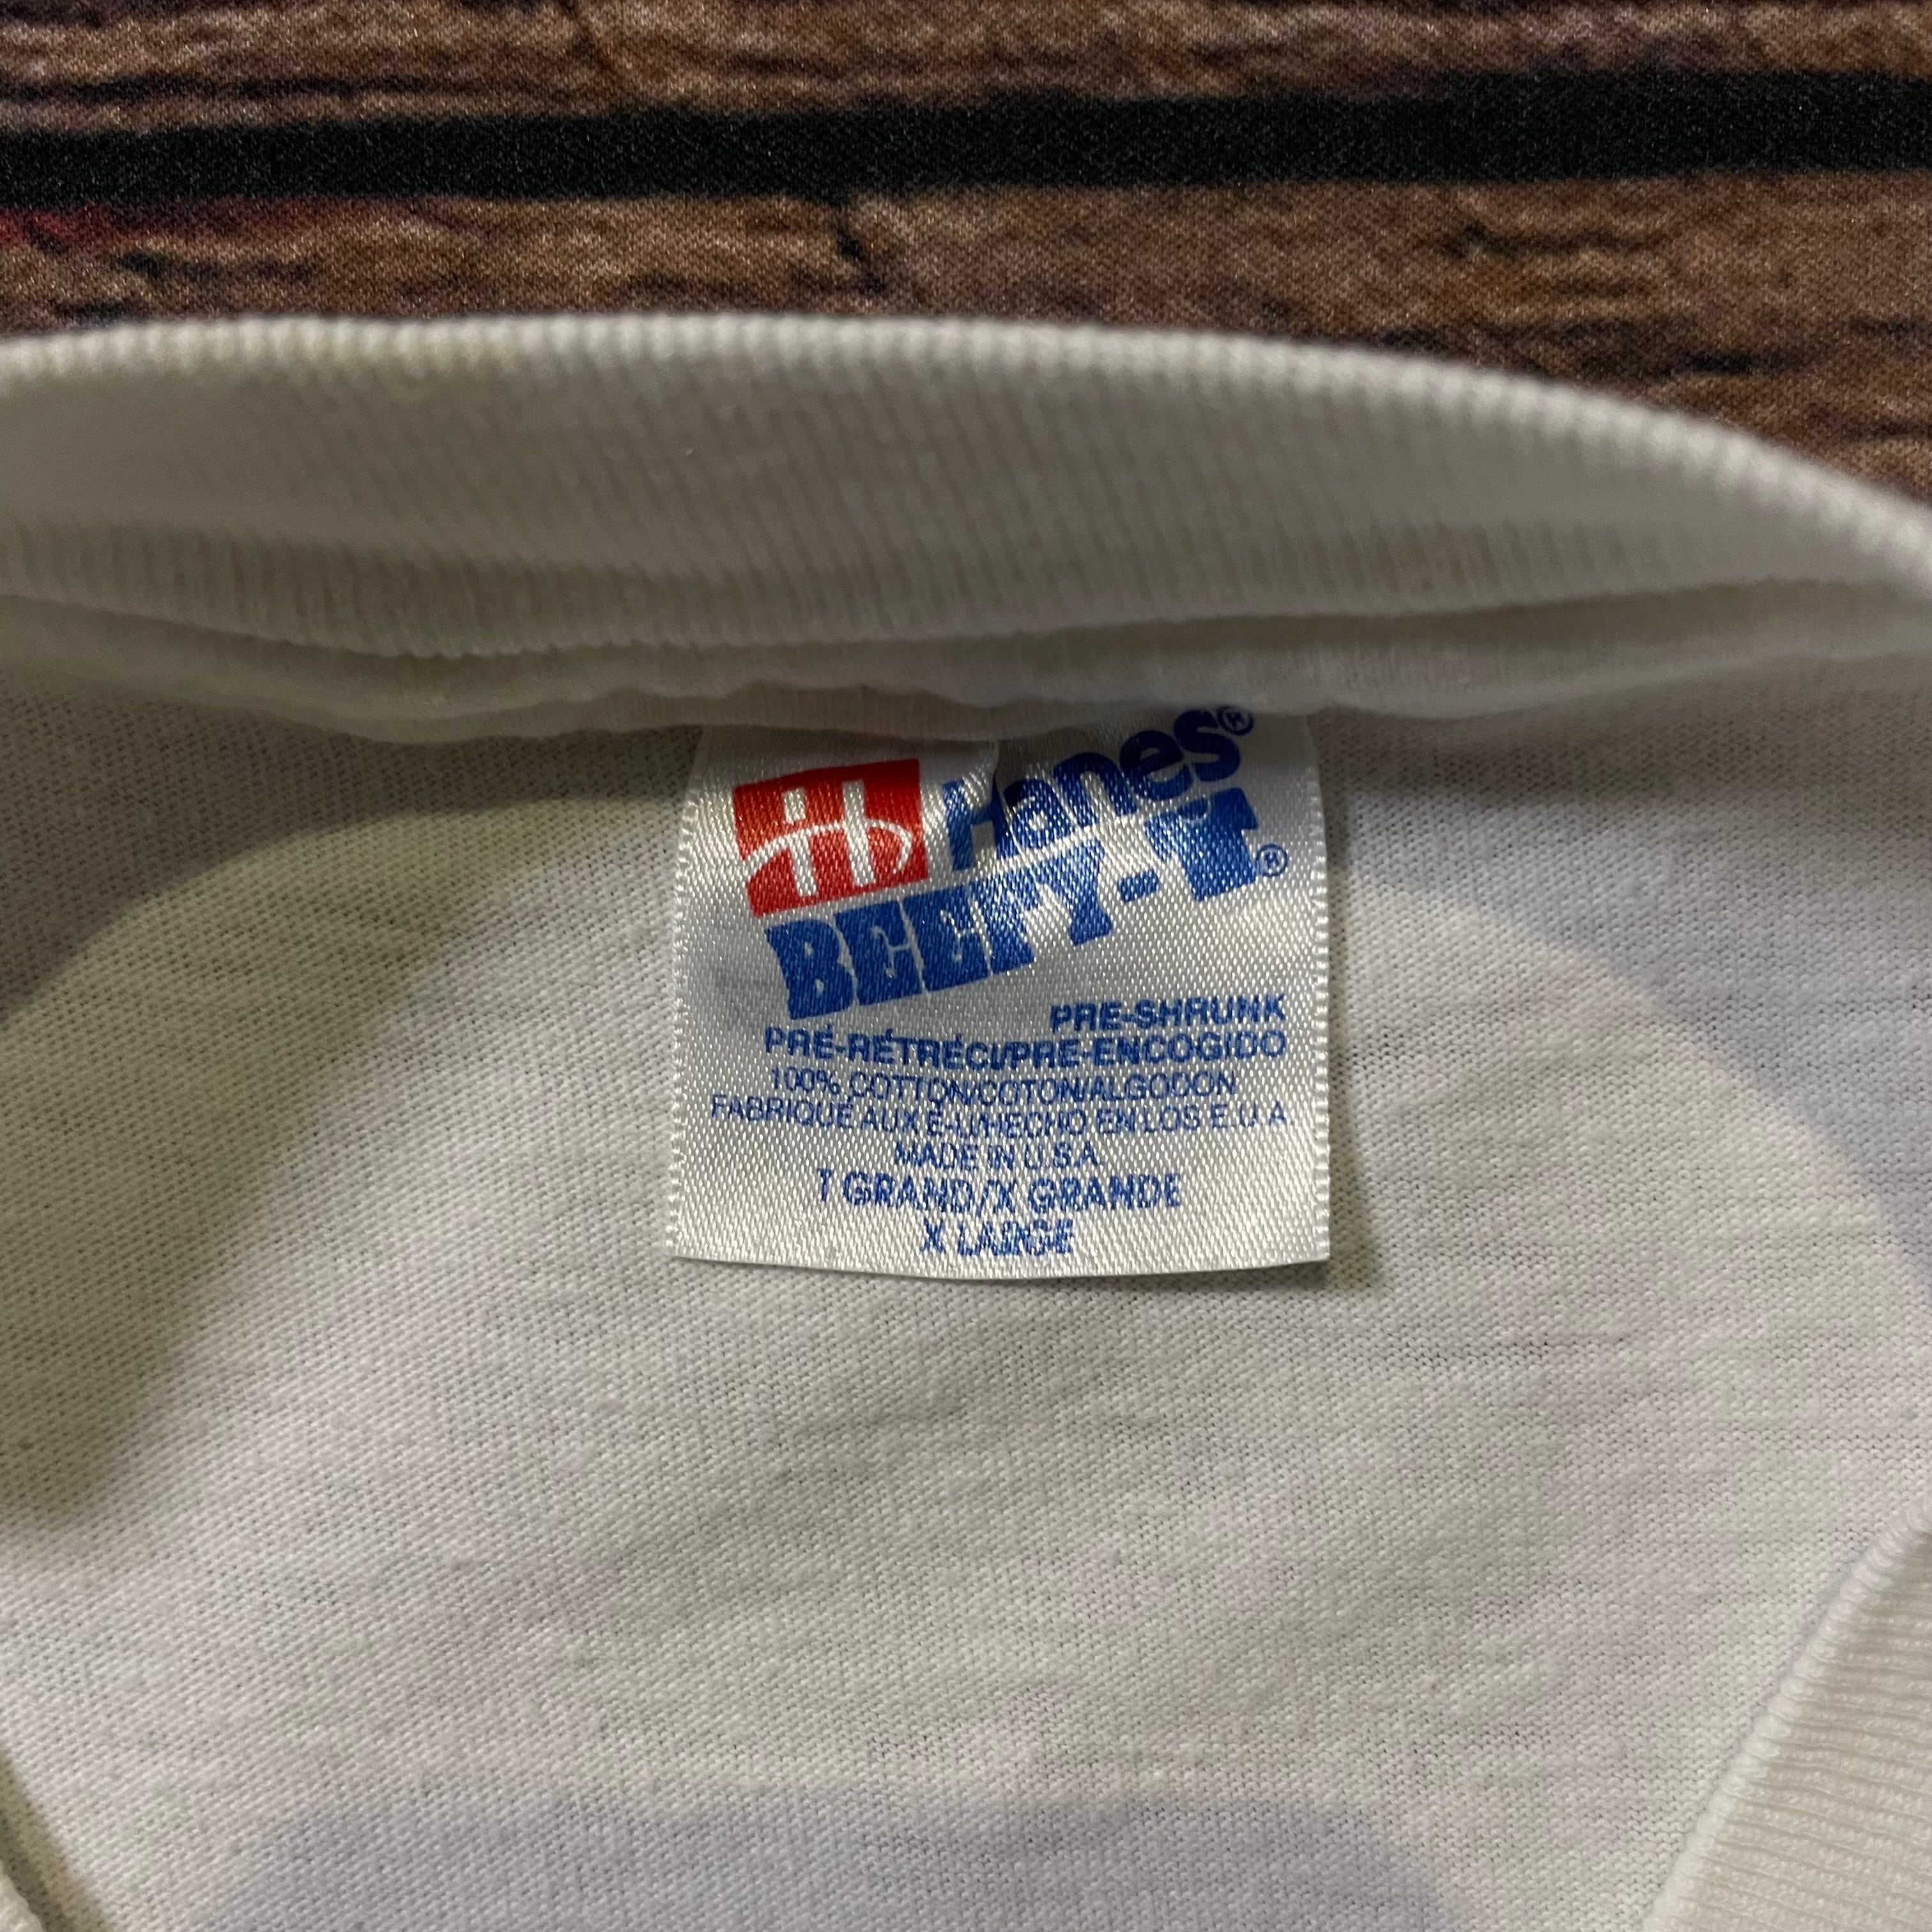 Hanes®
BEEFY-T®
PRE-SHRUNK
PRÉ-RÉTRÉCI/PRE-ENCOGIDO
100% COTTON/COTON/ALGODON
FABRIQUÉ AUX É-U/HECHO EN LOS E.U.A
MADE IN U.S.A.
T GRAND/X GRANDE
X LARGE